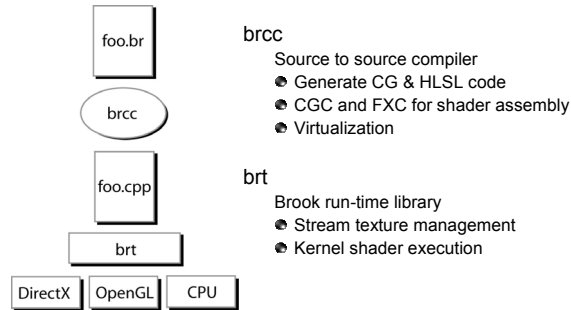 foo.br
brcc
foo.cpp
brt
DirectX
OpenGL
CPU
brcc
Source to source compiler
Generate CG & HLSL code
CGC and FXC for shader assembly
Virtualization
brt
Brook run-time library
Stream texture management
Kernel shader execution